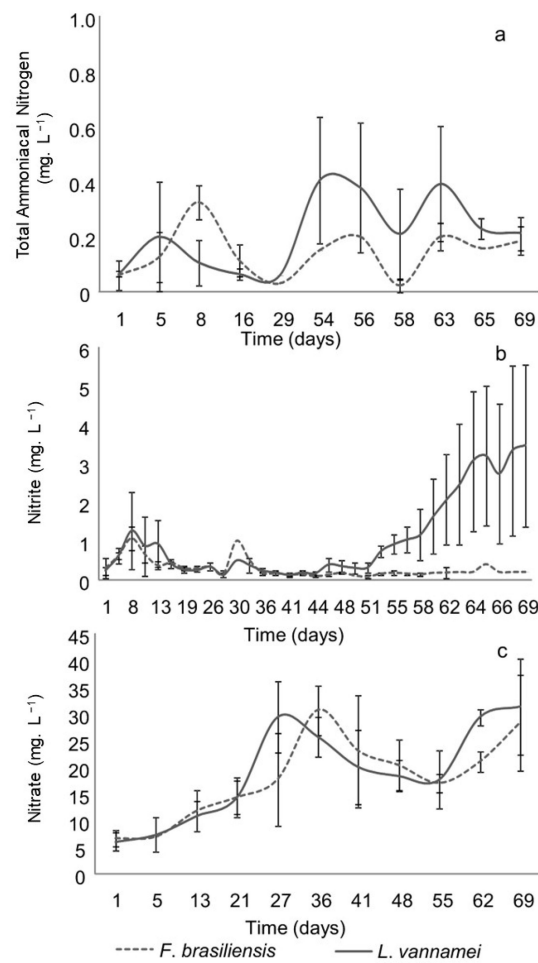 a
Total Ammoniacal Nitrogen
(mg. L⁻¹)
1.0
0.8
0.6
0.4
0.2
0
1 5 8 16 29 54 56 58 63 65 69
Time (days)
b
Nitrite (mg. L⁻¹)
6
5
4
3
2
1
0
1 8 13 19 26 30 36 41 44 48 51 55 58 62 64 66 69
Time (days)
c
Nitrate (mg. L⁻¹)
45
40
35
30
25
20
15
10
5
0
1 5 13 21 27 36 41 48 55 62 69
Time (days)
F. brasiliensis L. vannamei